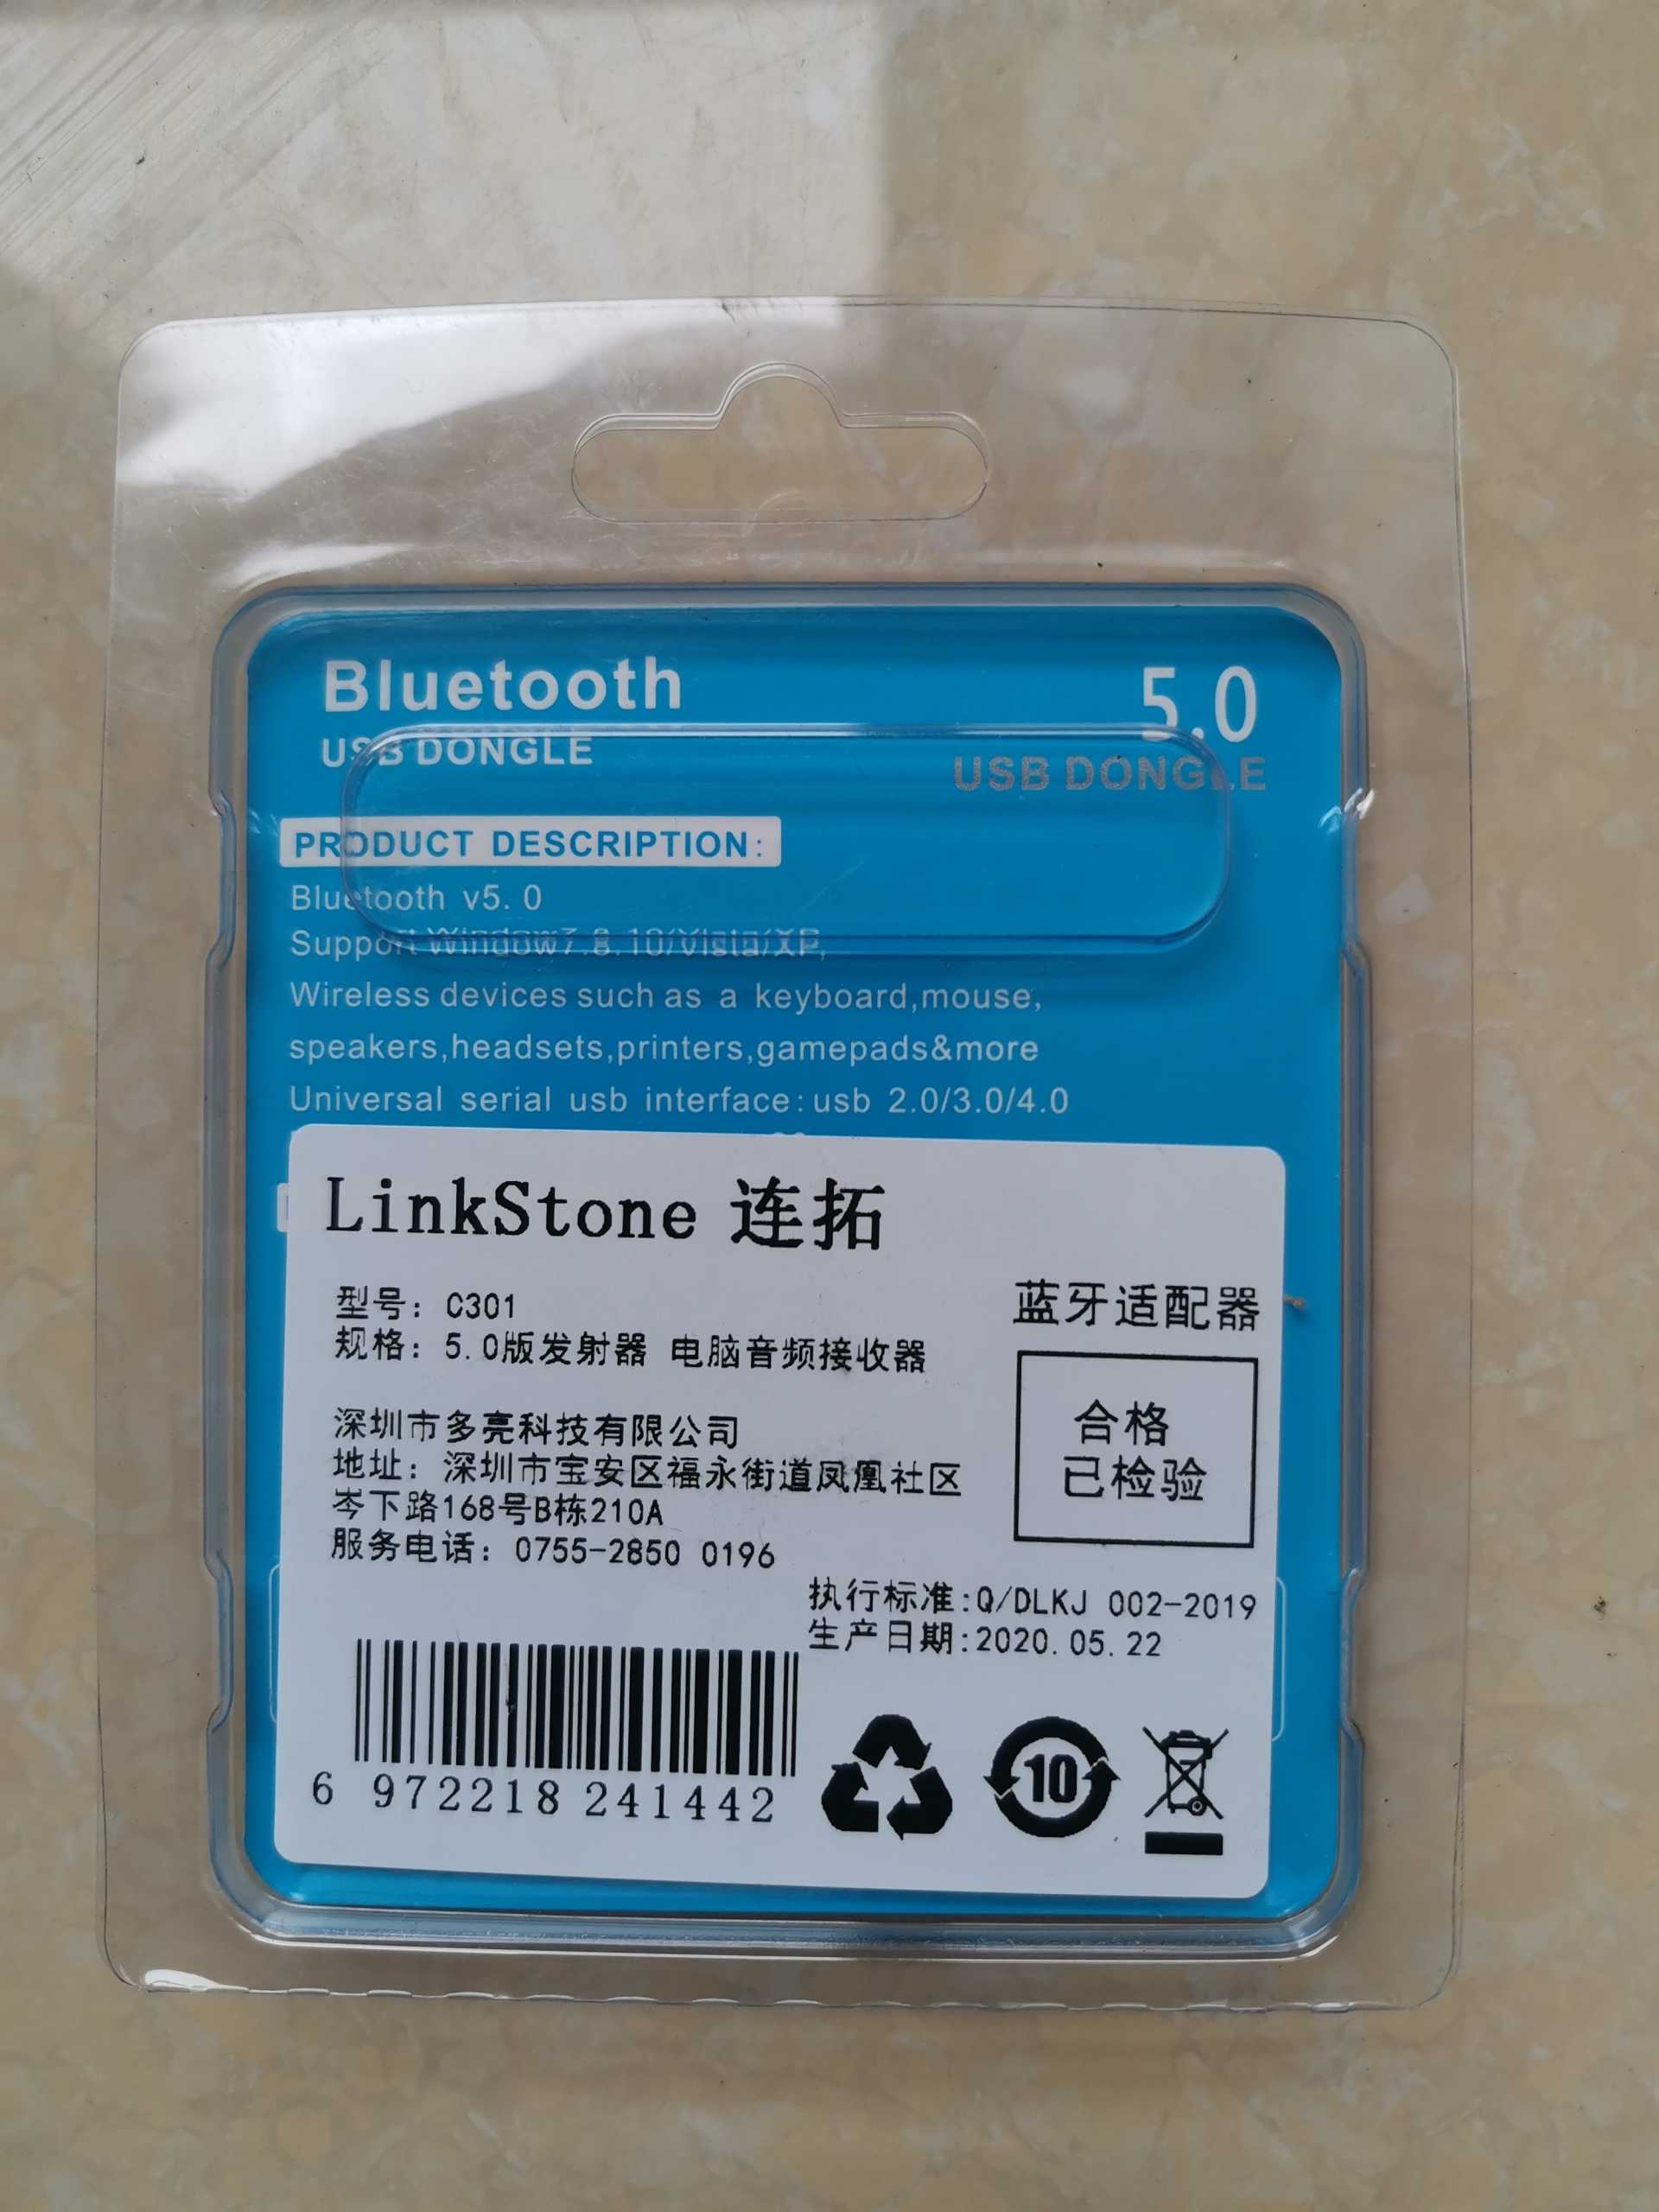 Bluetooth
5.0
USB DONGLE
USB DONGLE
PRODUCT DESCRIPTION:
Bluetooth v5.0
Support Window7.8.10/Vista/XP,
Wireless devices such as a keyboard,mouse,
speakers,headsets,printers,gamepads&more
Universal serial usb interface:usb 2.0/3.0/4.0
LinkStone 连拓
型号：C301
蓝牙适配器
规格：5.0版发射器 电脑音频接收器
合格
已检验
深圳市多亮科技有限公司
地址：深圳市宝安区福永街道凤凰社区
岑下路168号B栋210A
服务电话：0755-2850 0196
执行标准:Q/DLKJ 002-2019
生产日期:2020.05.22
6 972218 241442
10